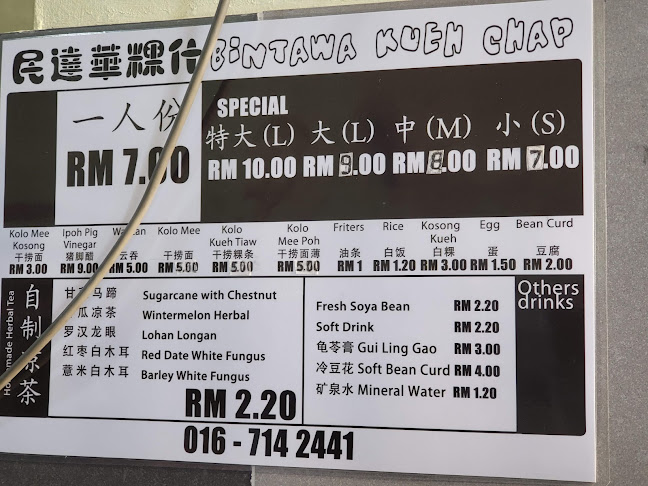 民達華粿什 BINTAWA KUEH CHAP
一人份
RM 7.00
SPECIAL
特大(L) 大(L) 中(M) 小(S)
RM 10.00 RM 9.00 RM 8.00 RM 7.00
Kolo Mee Kosong
干捞面
RM 3.00
Ipoh Pig Vinegar
猪脚醋
RM 9.00
云吞
RM 5.00
Kolo Mee
干捞面
RM 5.00
Kolo Kueh Tiaw
干捞粿条
RM 5.00
Kolo Mee Poh
干捞面薄
RM 5.00
Friters
油条
RM 1
Rice
白饭
RM 1.20
Kosong Kueh
白粿
RM 3.00
Egg
蛋
RM 1.50
Bean Curd
豆腐
RM 2.00
自制凉茶
Homemade Herbal Tea
马蹄 Sugarcane with Chestnut
瓜凉茶 Wintermelon Herbal
罗汉龙眼 Lohan Longan
红枣白木耳 Red Date White Fungus
薏米白木耳 Barley White Fungus
RM 2.20
Fresh Soya Bean RM 2.20
Soft Drink RM 2.20
龟苓膏 Gui Ling Gao RM 3.00
冷豆花 Soft Bean Curd RM 4.00
矿泉水 Mineral Water RM 1.20
Others
drinks
016 - 714 2441